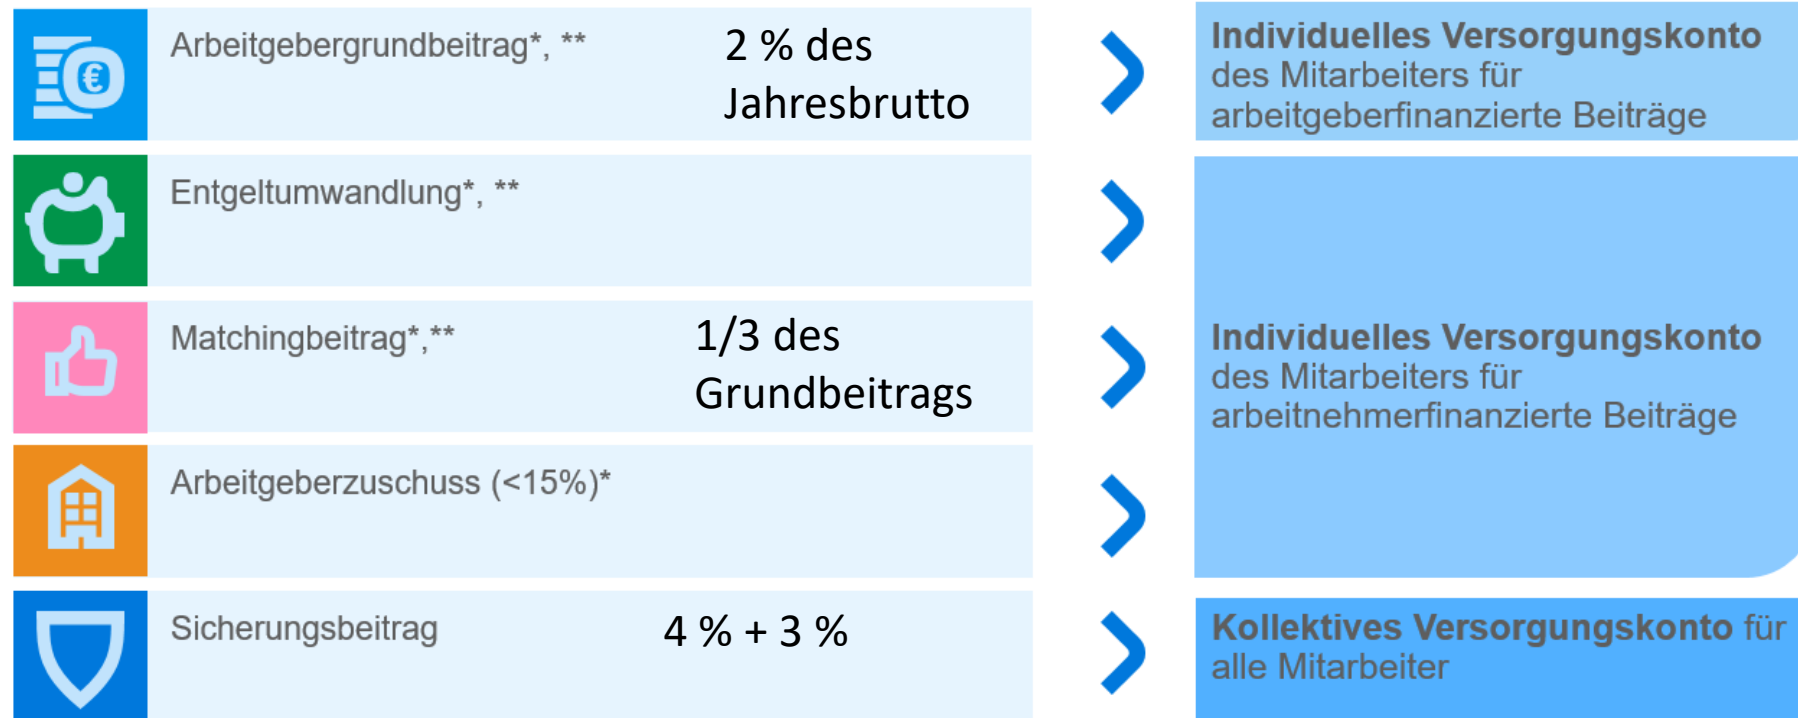 Arbeitgebergrundbeitrag*, **
2 % des
Jahresbrutto
Individuelles Versorgungskonto
des Mitarbeiters für
arbeitgeberfinanzierte Beiträge
Entgeltumwandlung*, **
Matchingbeitrag*,**
1/3 des
Grundbeitrags
Individuelles Versorgungskonto
des Mitarbeiters für
arbeitnehmerfinanzierte Beiträge
Arbeitgeberzuschuss (<15%)*
Sicherungsbeitrag
4 % + 3 %
Kollektives Versorgungskonto für
alle Mitarbeiter